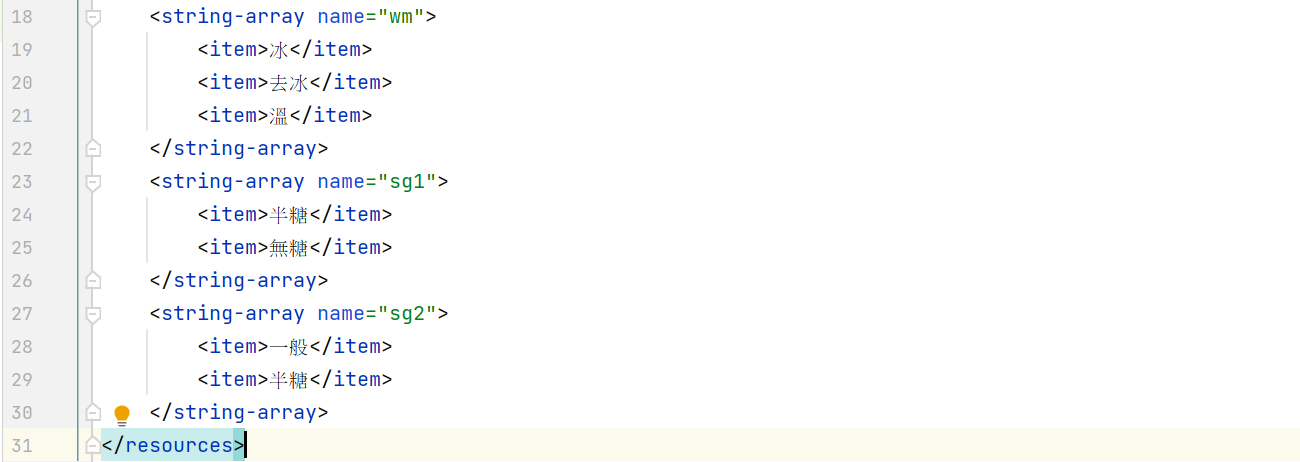 18 <string-array name="wm">
19 <item>冰</item>
20 <item>去冰</item>
21 <item>溫</item>
22 </string-array>
23 <string-array name="sg1">
24 <item>半糖</item>
25 <item>無糖</item>
26 </string-array>
27 <string-array name="sg2">
28 <item>一般</item>
29 <item>半糖</item>
30 </string-array>
31 </resources>